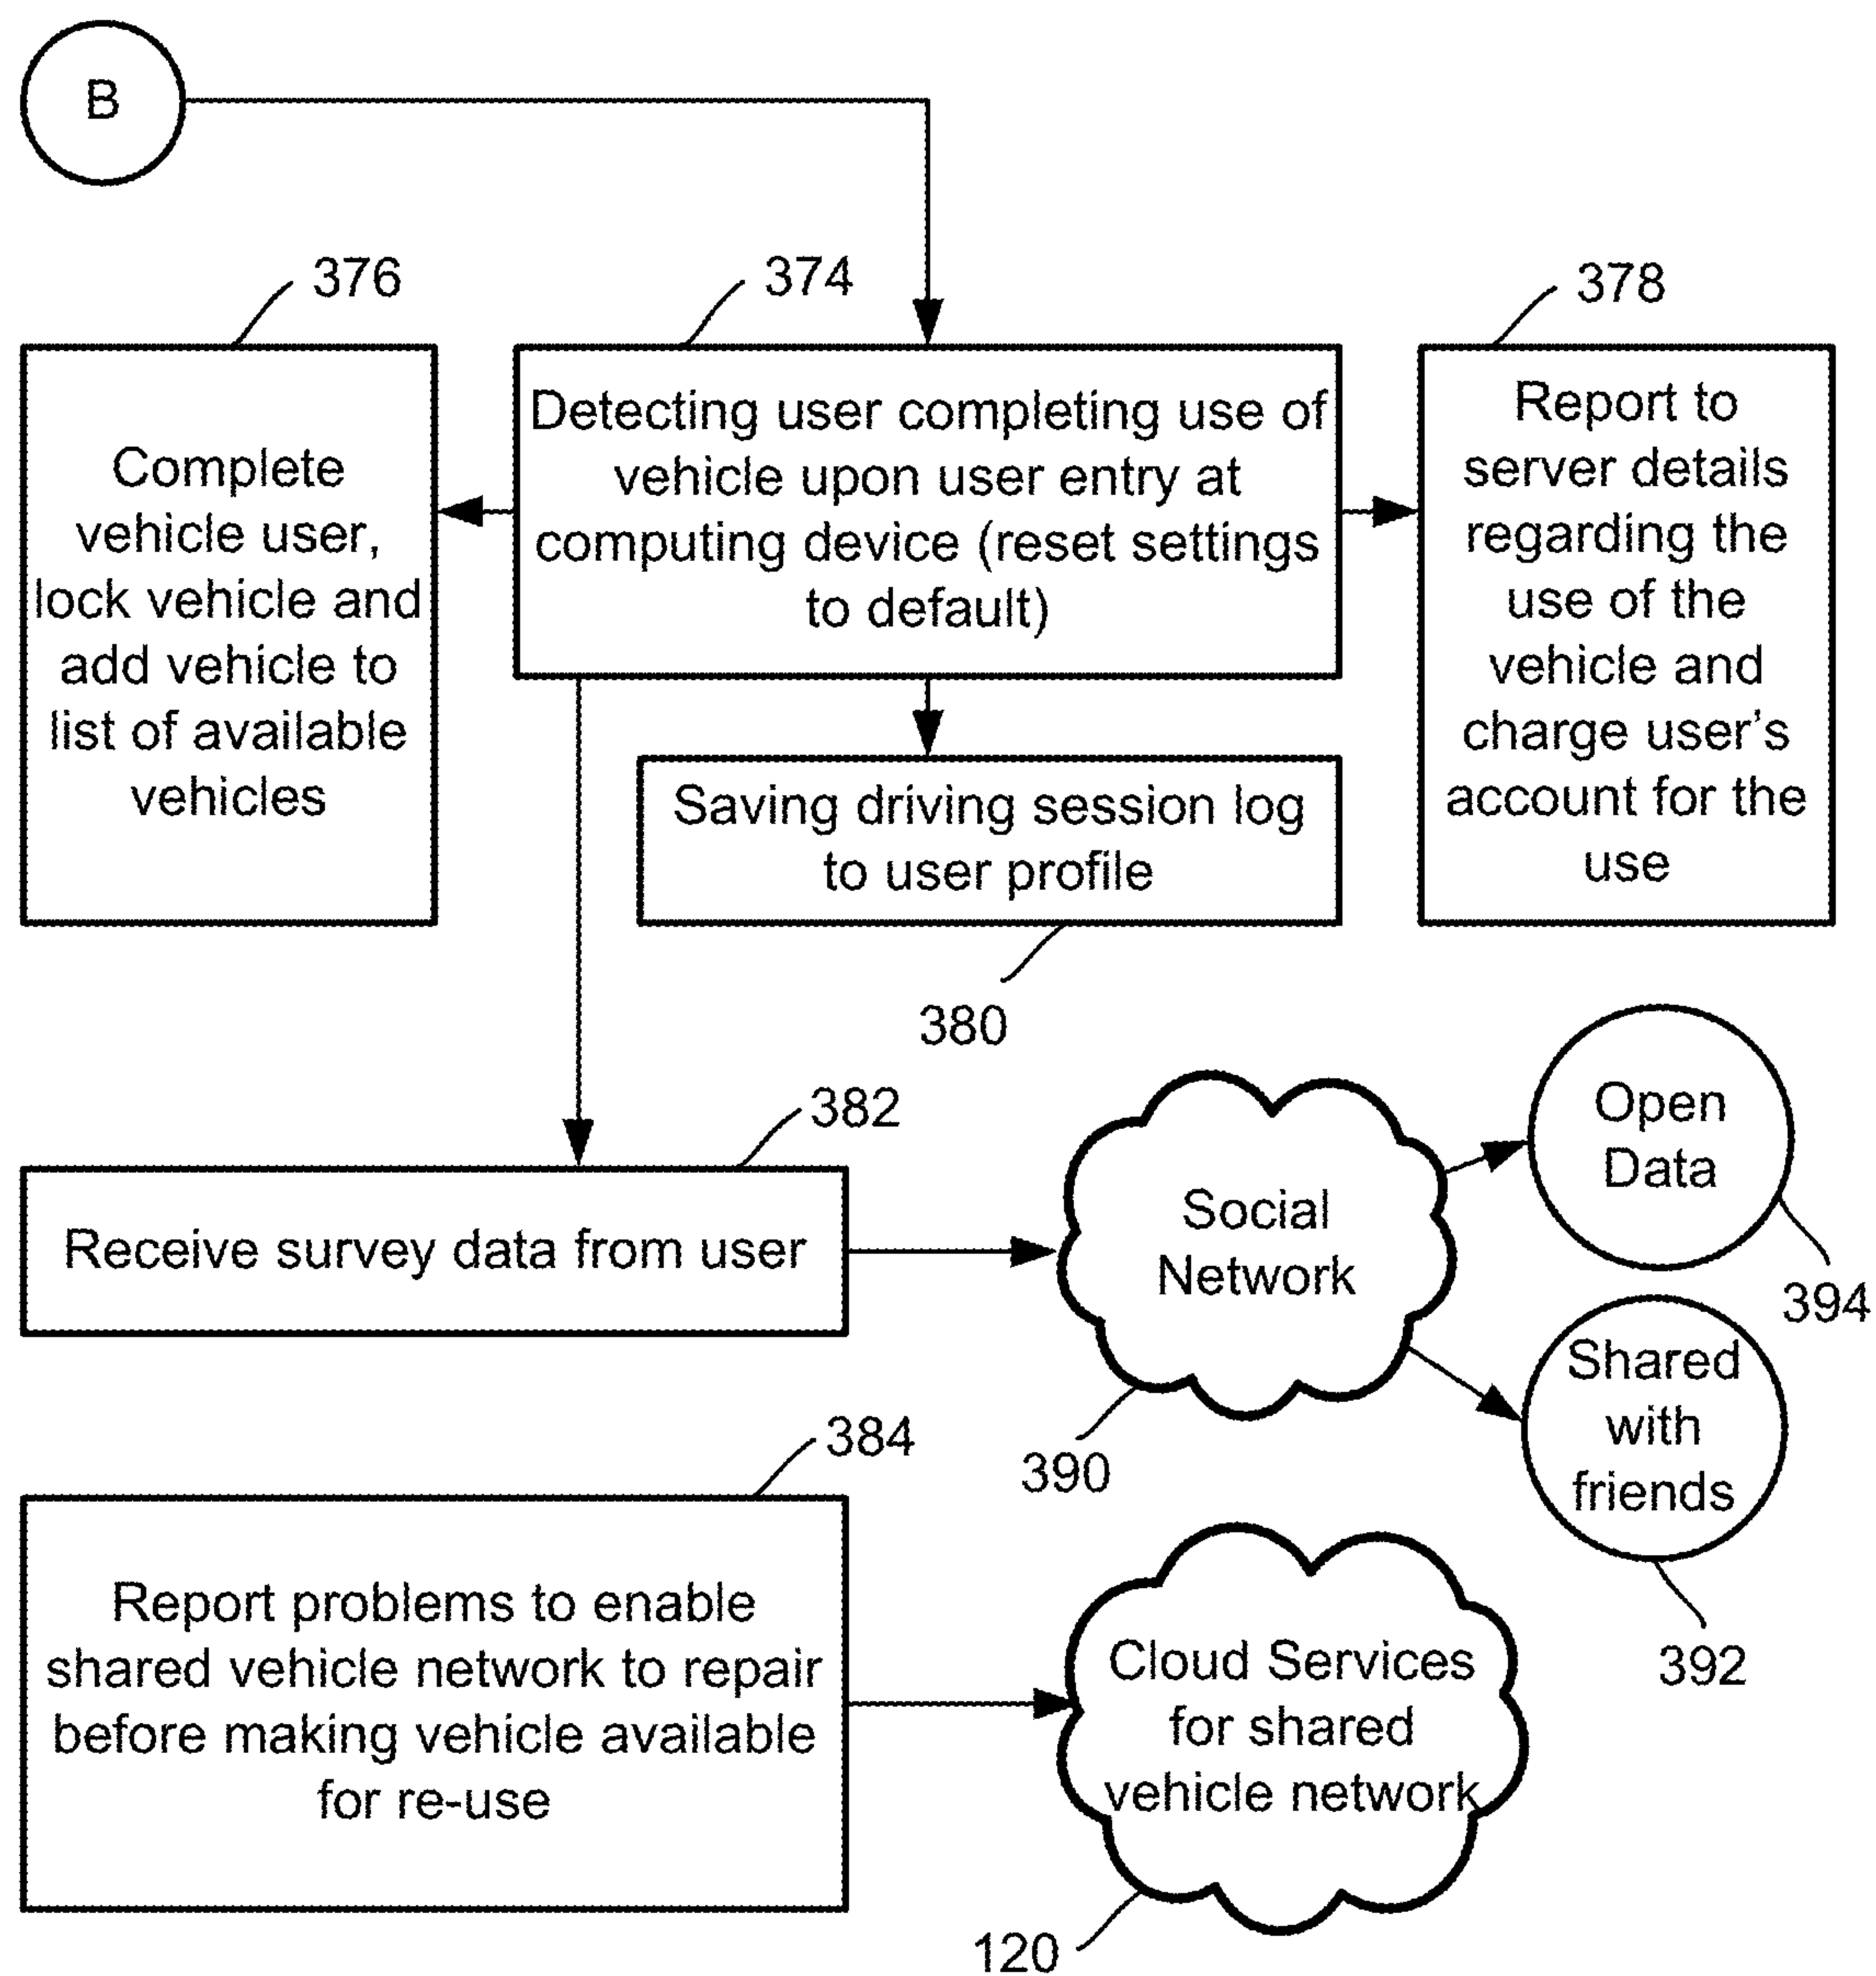 B
376
374
378
Complete
vehicle user,
lock vehicle and
add vehicle to
list of available
vehicles
Detecting user completing use of
vehicle upon user entry at
computing device (reset settings
to default)
Report to
server details
regarding the
use of the
vehicle and
charge user's
account for the
use
Saving driving session log
to user profile
380
382
Receive survey data from user
Social
Network
390
Open
Data
394
Shared
with
friends
392
384
Report problems to enable
shared vehicle network to repair
before making vehicle available
for re-use
Cloud Services
for shared
vehicle network
120